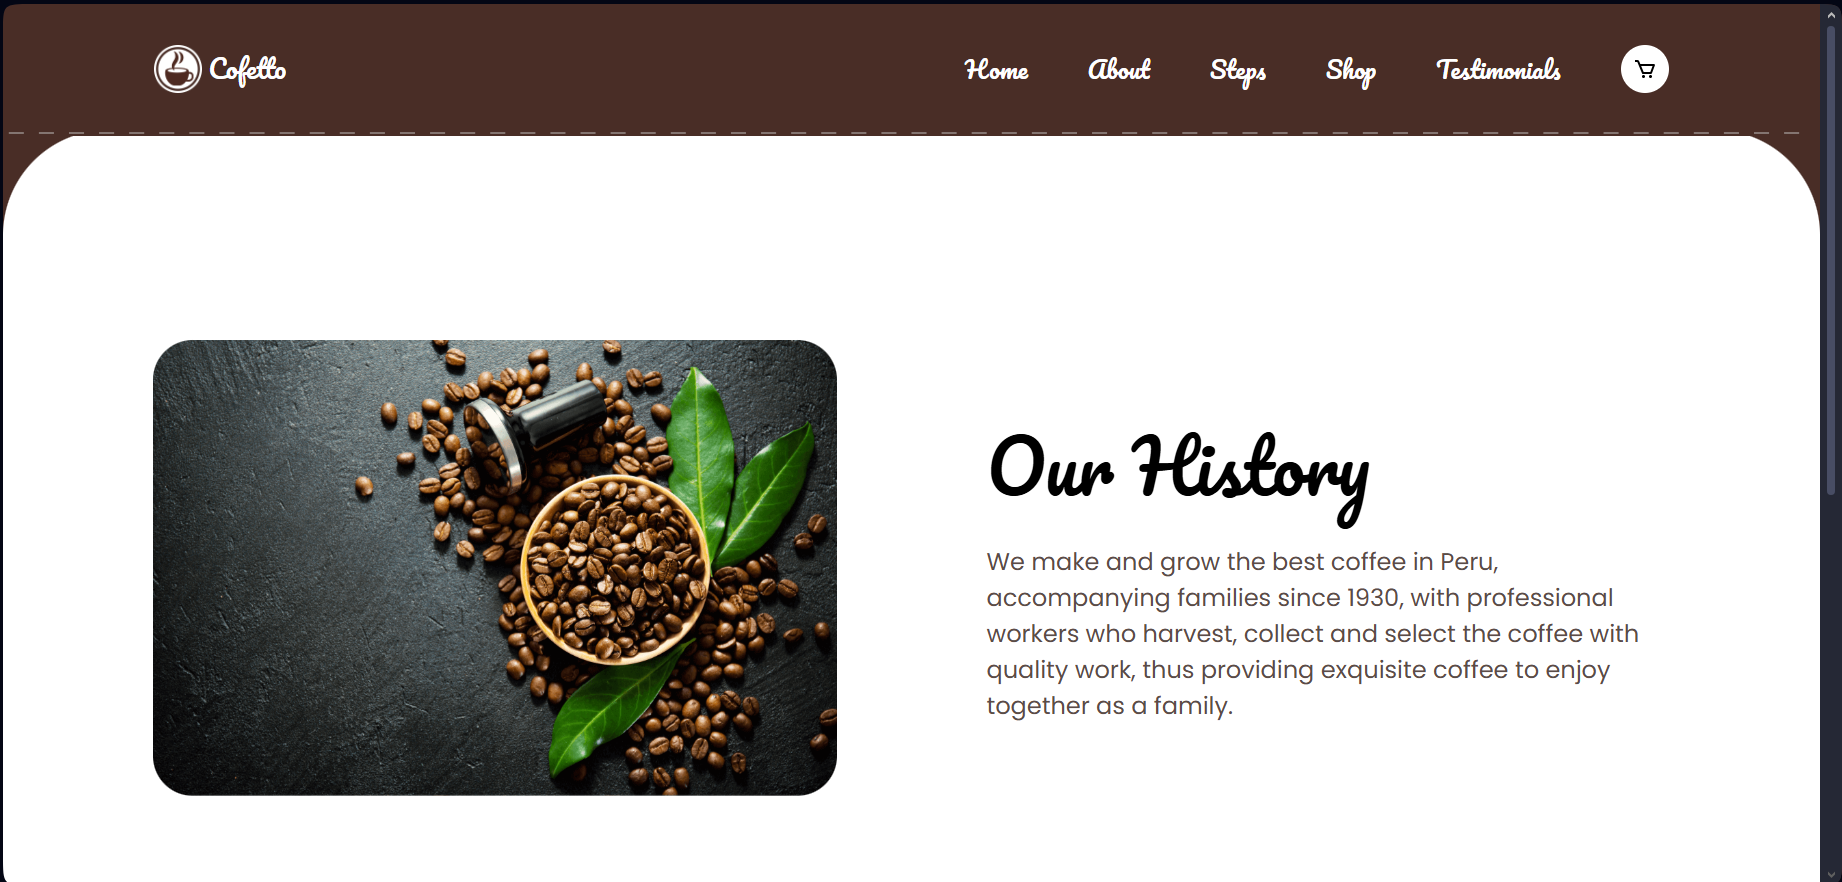 Cofetto
Home About Steps Shop Testimonials
Our History
We make and grow the best coffee in Peru,
accompanying families since 1930, with professional
workers who harvest, collect and select the coffee with
quality work, thus providing exquisite coffee to enjoy
together as a family.